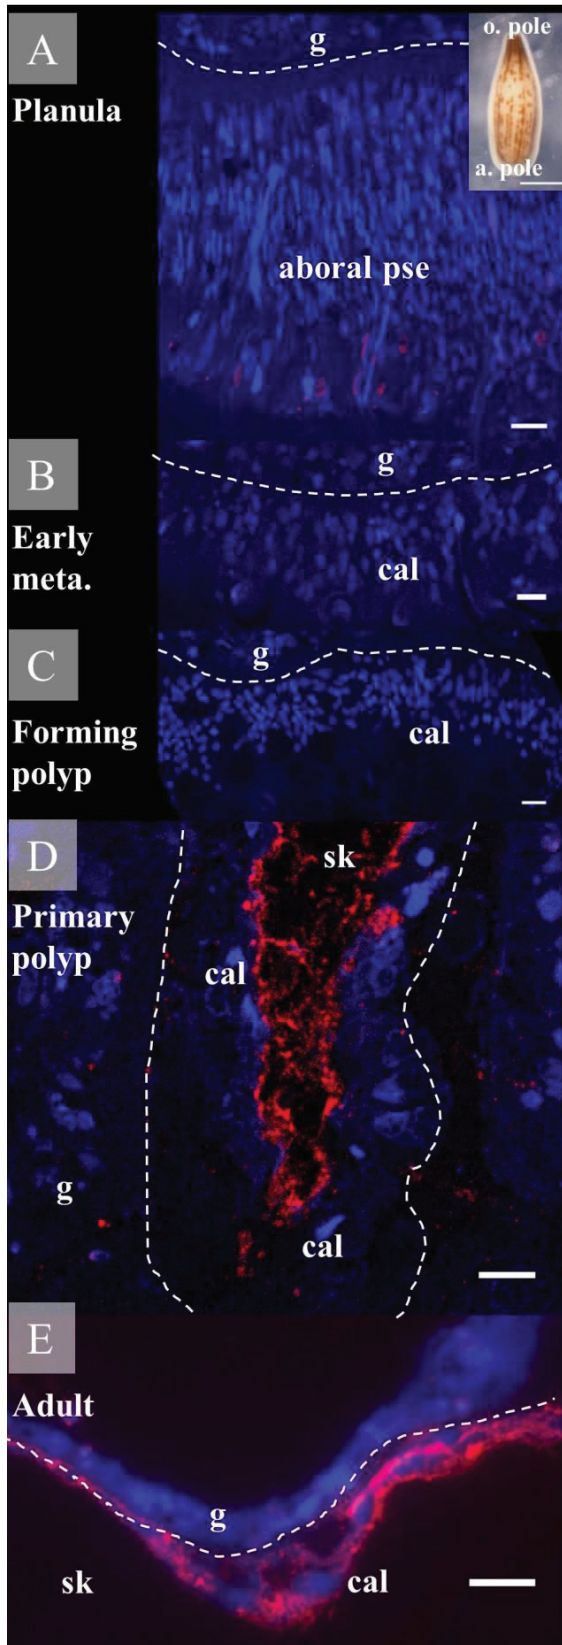 A
g
o. pole
Planula
a. pole
aboral pse
B
g
Early
meta.
cal
C
g
Forming
polyp
cal
D
sk
Primary
polyp
cal
g
cal
E
Adult
g
sk
cal